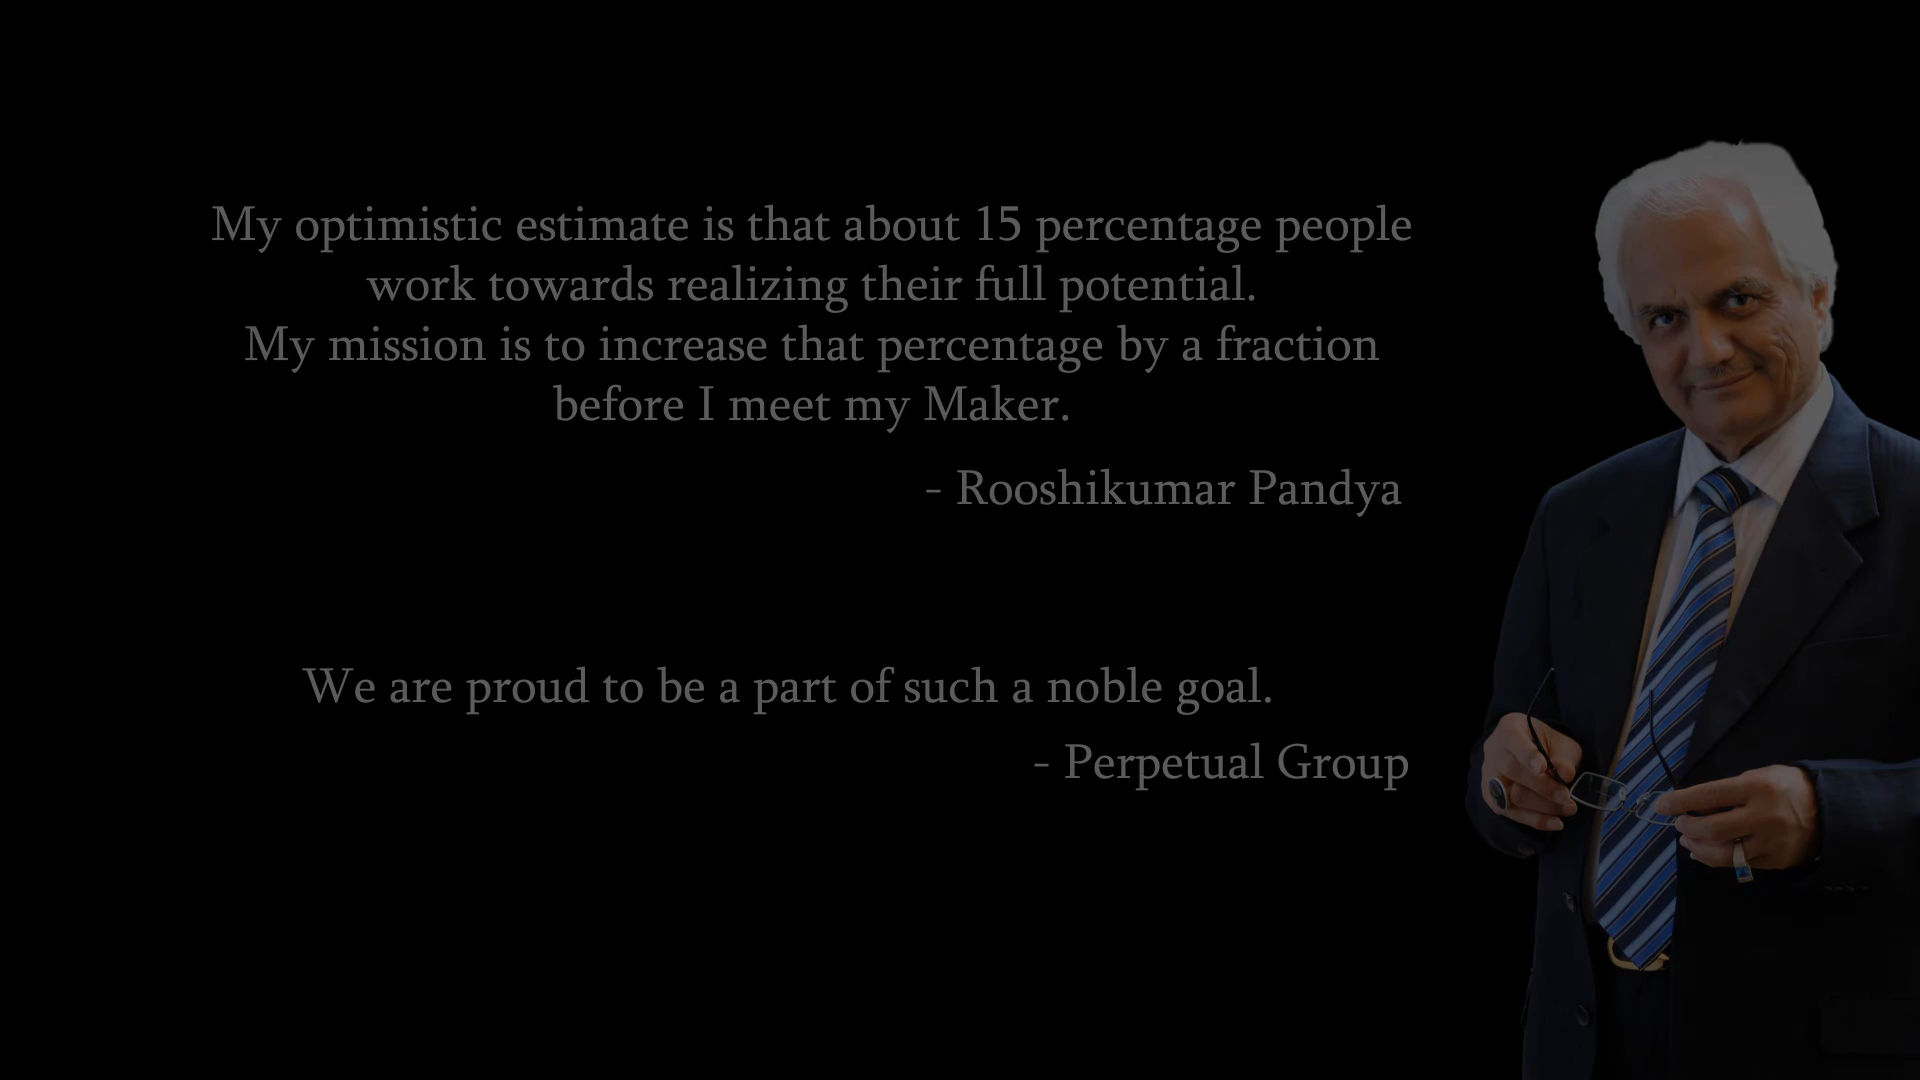 My optimistic estimate is that about 15 percentage people
work towards realizing their full potential.
My mission is to increase that percentage by a fraction
before I meet my Maker.
- Rooshikumar Pandya
We are proud to be a part of such a noble goal.
- Perpetual Group